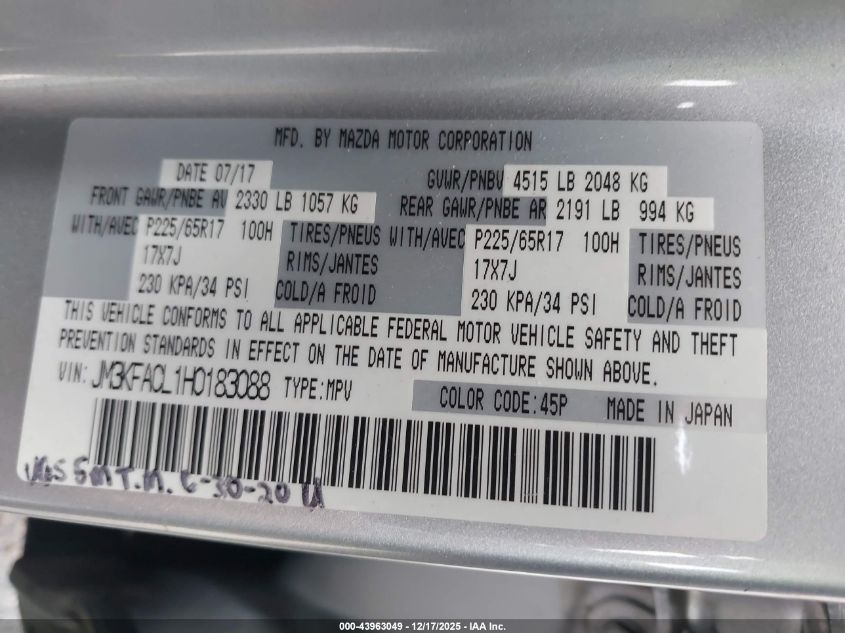 MFD. BY MAZDA MOTOR CORPORATION
DATE 07/17 GVWR/PNBV 4515 LB 2048 KG
FRONT GAWR/PNBE AV 2330 LB 1057 KG REAR GAWR/PNBE AR 2191 LB 994 KG
WITH/AVEC P225/65R17 100H TIRES/PNEUS WITH/AVEC P225/65R17 100H TIRES/PNEUS
17X7J RIMS/JANTES 17X7J RIMS/JANTES
230 KPA/34 PSI COLD/A FROID 230 KPA/34 PSI COLD/A FROID
THIS VEHICLE CONFORMS TO ALL APPLICABLE FEDERAL MOTOR VEHICLE SAFETY AND THEFT
PREVENTION STANDARDS IN EFFECT ON THE DATE OF MANUFACTURE SHOWN ABOVE.
VIN: JM3KFACL1H0183088 TYPE:MPV COLOR CODE:45P MADE IN JAPAN
6-30-20
000-43963049 - 12/17/2025 - IAA Inc.